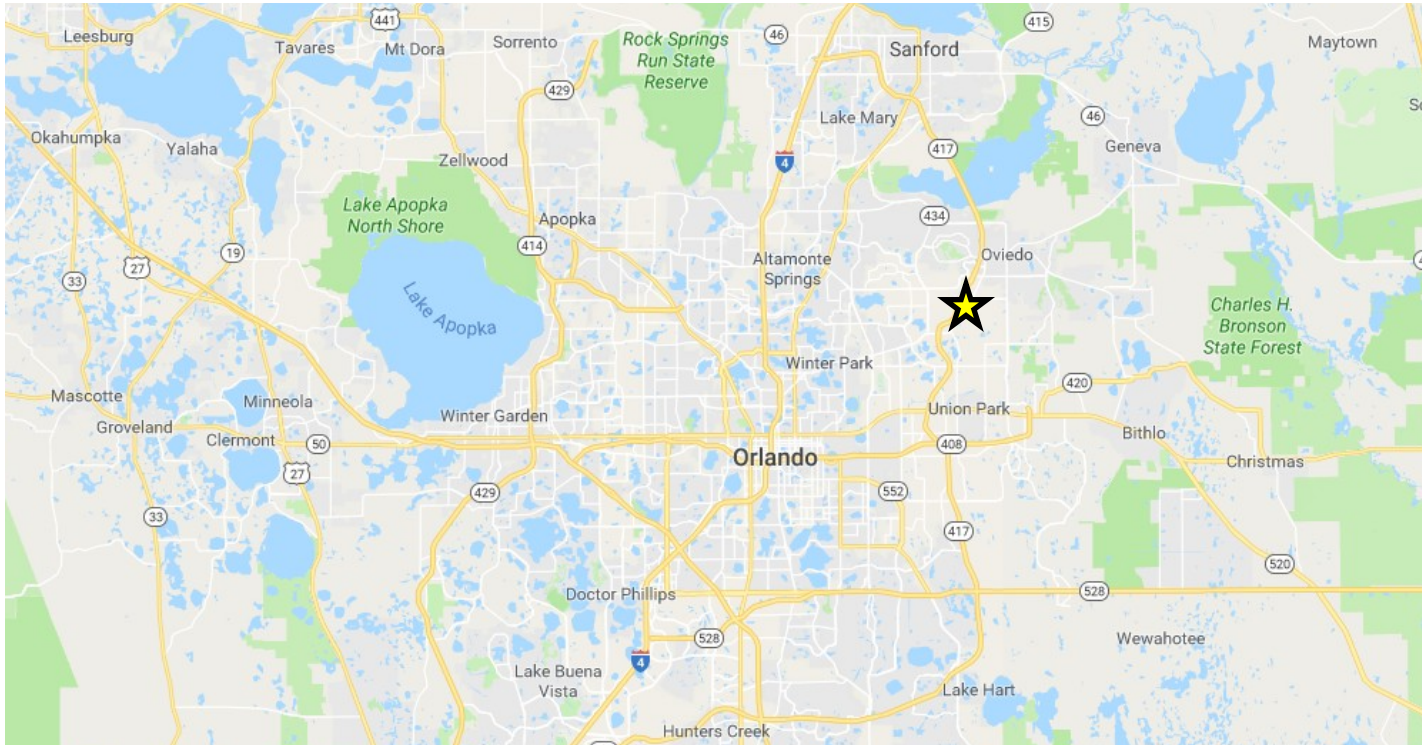 Leesburg
441
Tavares
Mt Dora
Sorrento
Rock Springs
Run State
Reserve
46
Sanford
415
Maytown
429
Okahumpka
Yalaha
Zellwood
Lake Mary
417
46
Geneva
4
Lake Apopka
North Shore
Apopka
434
414
Oviedo
19
27
33
Altamonte
Springs
Lake Apopka
Charles H.
Bronson
State Forest
Winter Park
Mascotte
Minneola
Winter Garden
420
Union Park
Groveland
Clermont
50
408
Bithlo
Orlando
Christmas
27
429
552
33
417
520
Doctor Phillips
528
528
Wewahotee
4
Lake Buena
Vista
Lake Hart
Hunters Creek